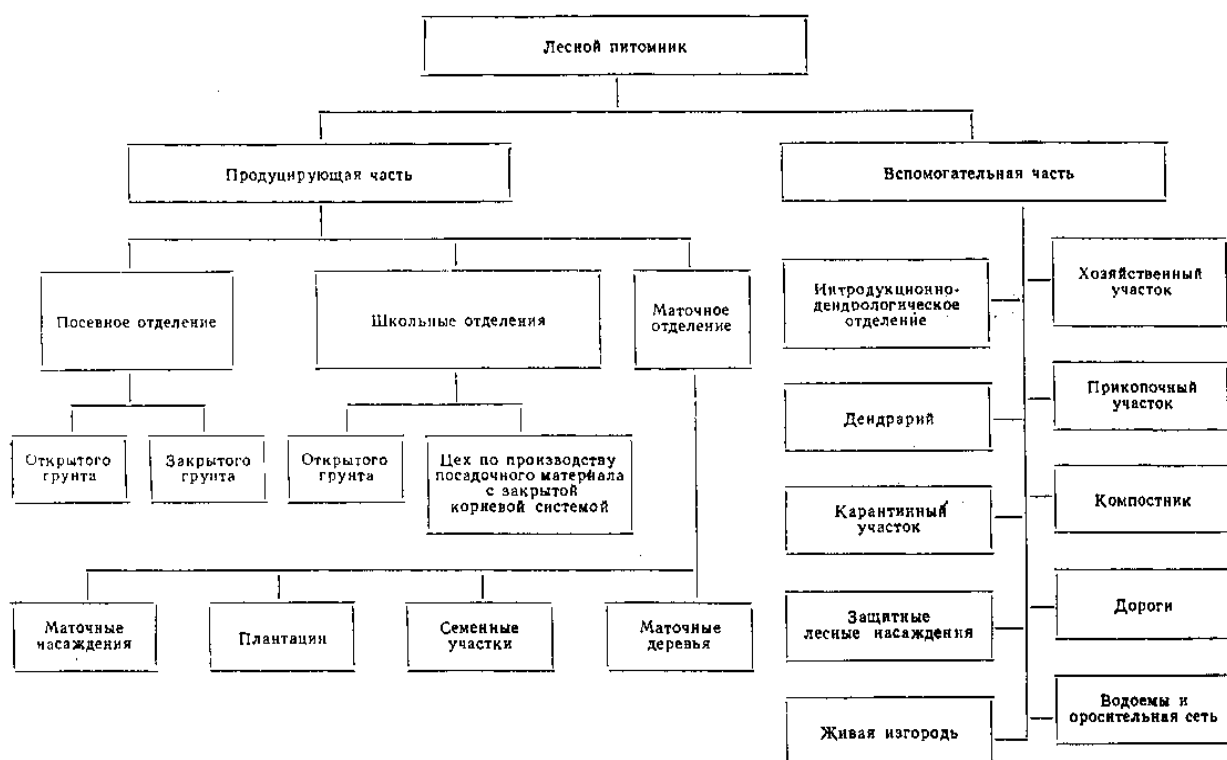 Лесной питомник
Продуцирующая часть
Вспомогательная часть
Посевное отделение
Школьные отделения
Маточное
отделение
Открытого
грунта
Закрытого
грунта
Открытого
грунта
Цех по производству
посадочного материала
с закрытой
корневой системой
Маточные
насаждения
Плантации
Семенные
участки
Маточные
деревья
Интродукционно-
дендрологическое
отделение
Дендрарий
Карантинный
участок
Защитные
лесные насаждения
Живая изгородь
Хозяйственный
участок
Прикопочный
участок
Компостник
Дороги
Водоемы и
оросительная сеть